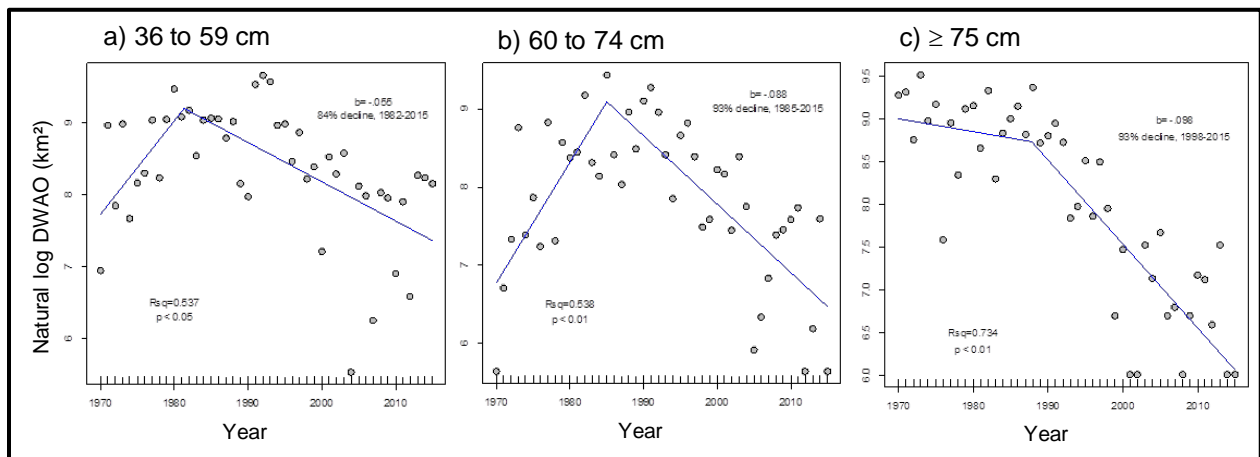 a) 36 to 59 cm
b) 60 to 74 cm
c) ≥ 75 cm
Natural log DWAO (km²)
9
8
7
6
b= -.055
84% decline, 1982-2015
Rsq=0.537
p < 0.05
1970 1980 1990 2000 2010
Year
9
8
7
6
b= -.088
93% decline, 1985-2015
Rsq=0.538
p < 0.01
1970 1980 1990 2000 2010
Year
9.5
9.0
8.5
8.0
7.5
7.0
6.5
6.0
b= -.098
93% decline, 1998-2015
Rsq=0.734
p < 0.01
1970 1980 1990 2000 2010
Year